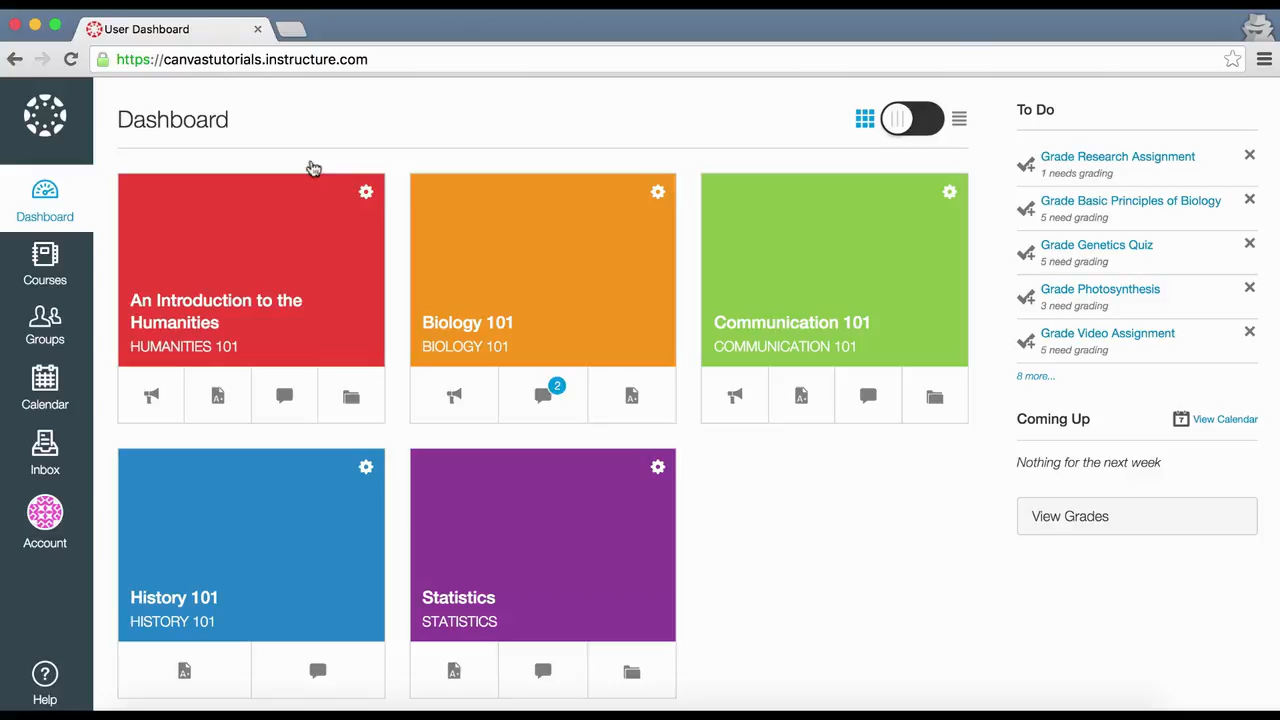 User Dashboard
https://canvastutorials.instructure.com
Dashboard
Courses
Groups
Calendar
Inbox
Account
Help
Dashboard
An Introduction to the
Humanities
HUMANITIES 101
Biology 101
BIOLOGY 101
2
Communication 101
COMMUNICATION 101
History 101
HISTORY 101
Statistics
STATISTICS
To Do
Grade Research Assignment
1 needs grading
Grade Basic Principles of Biology
5 need grading
Grade Genetics Quiz
5 need grading
Grade Photosynthesis
3 need grading
Grade Video Assignment
5 need grading
8 more...
Coming Up
7 View Calendar
Nothing for the next week
View Grades